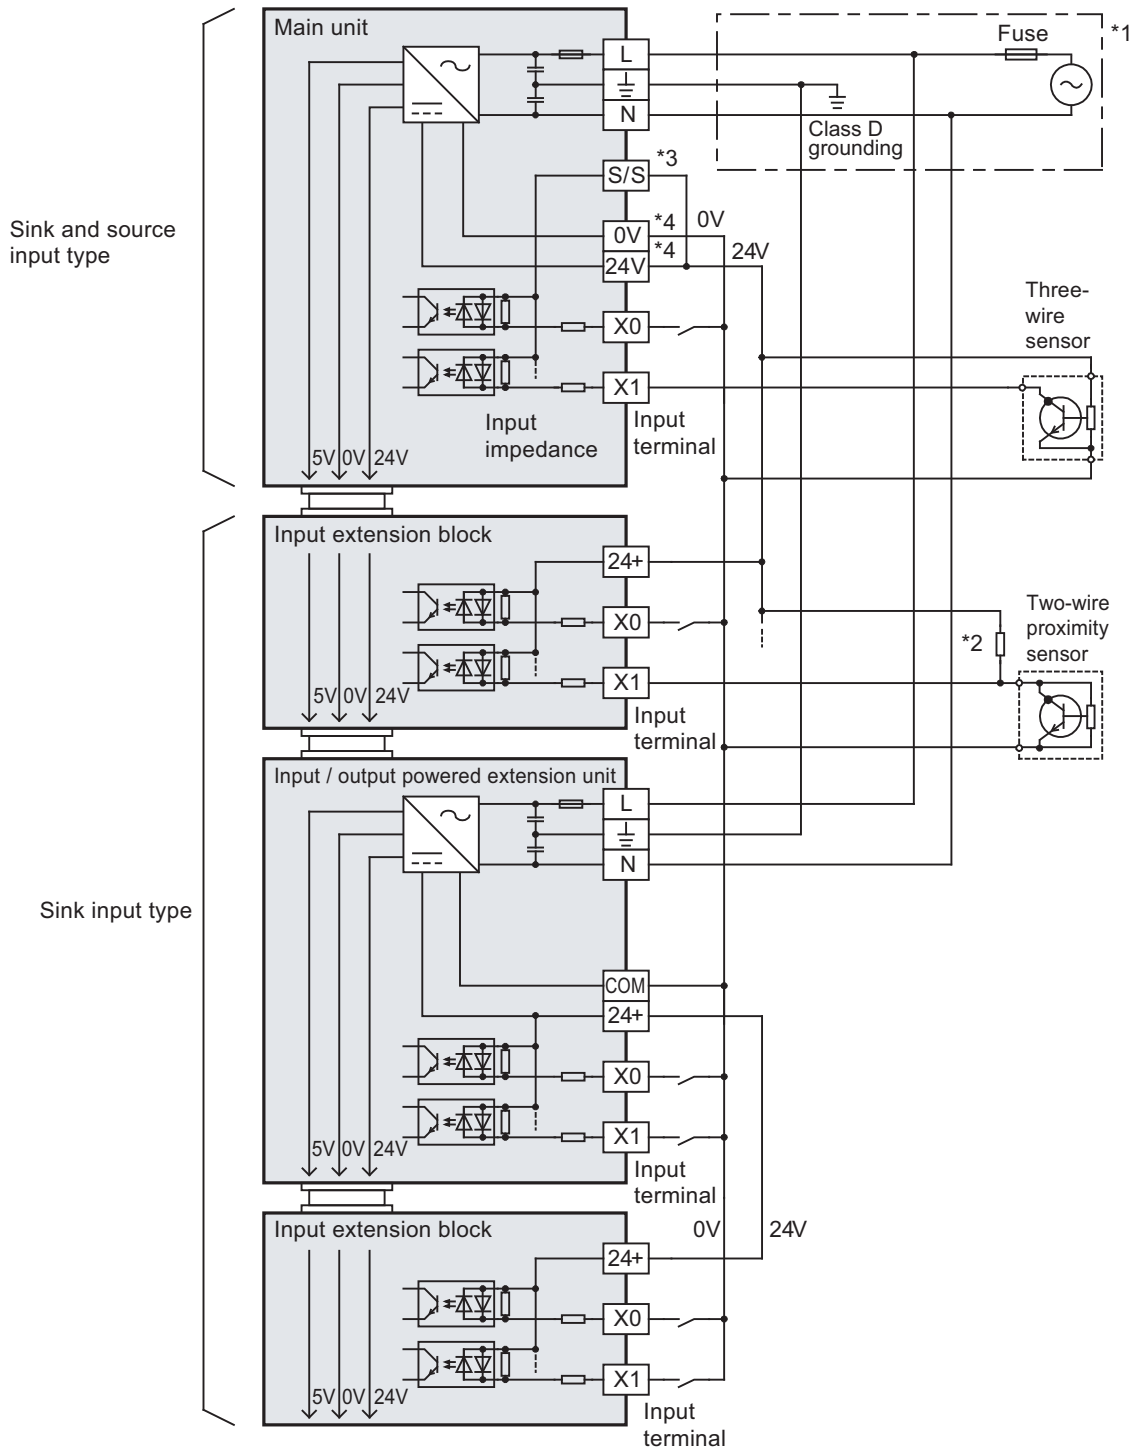 Main unit
L
N
Fuse
*1
Class D
grounding
S/S
*3
0V
*4
0V
24V
*4
24V
X0
X1
Input
impedance
Input
terminal
5V
0V
24V
Sink and source
input type
Three-
wire
sensor
Input extension block
24+
X0
X1
Input
terminal
5V
0V
24V
*2
Two-wire
proximity
sensor
Input / output powered extension unit
L
N
COM
24+
X0
X1
Input
terminal
5V
0V
24V
Sink input type
0V
24V
Input extension block
24+
X0
X1
Input
terminal
5V
0V
24V